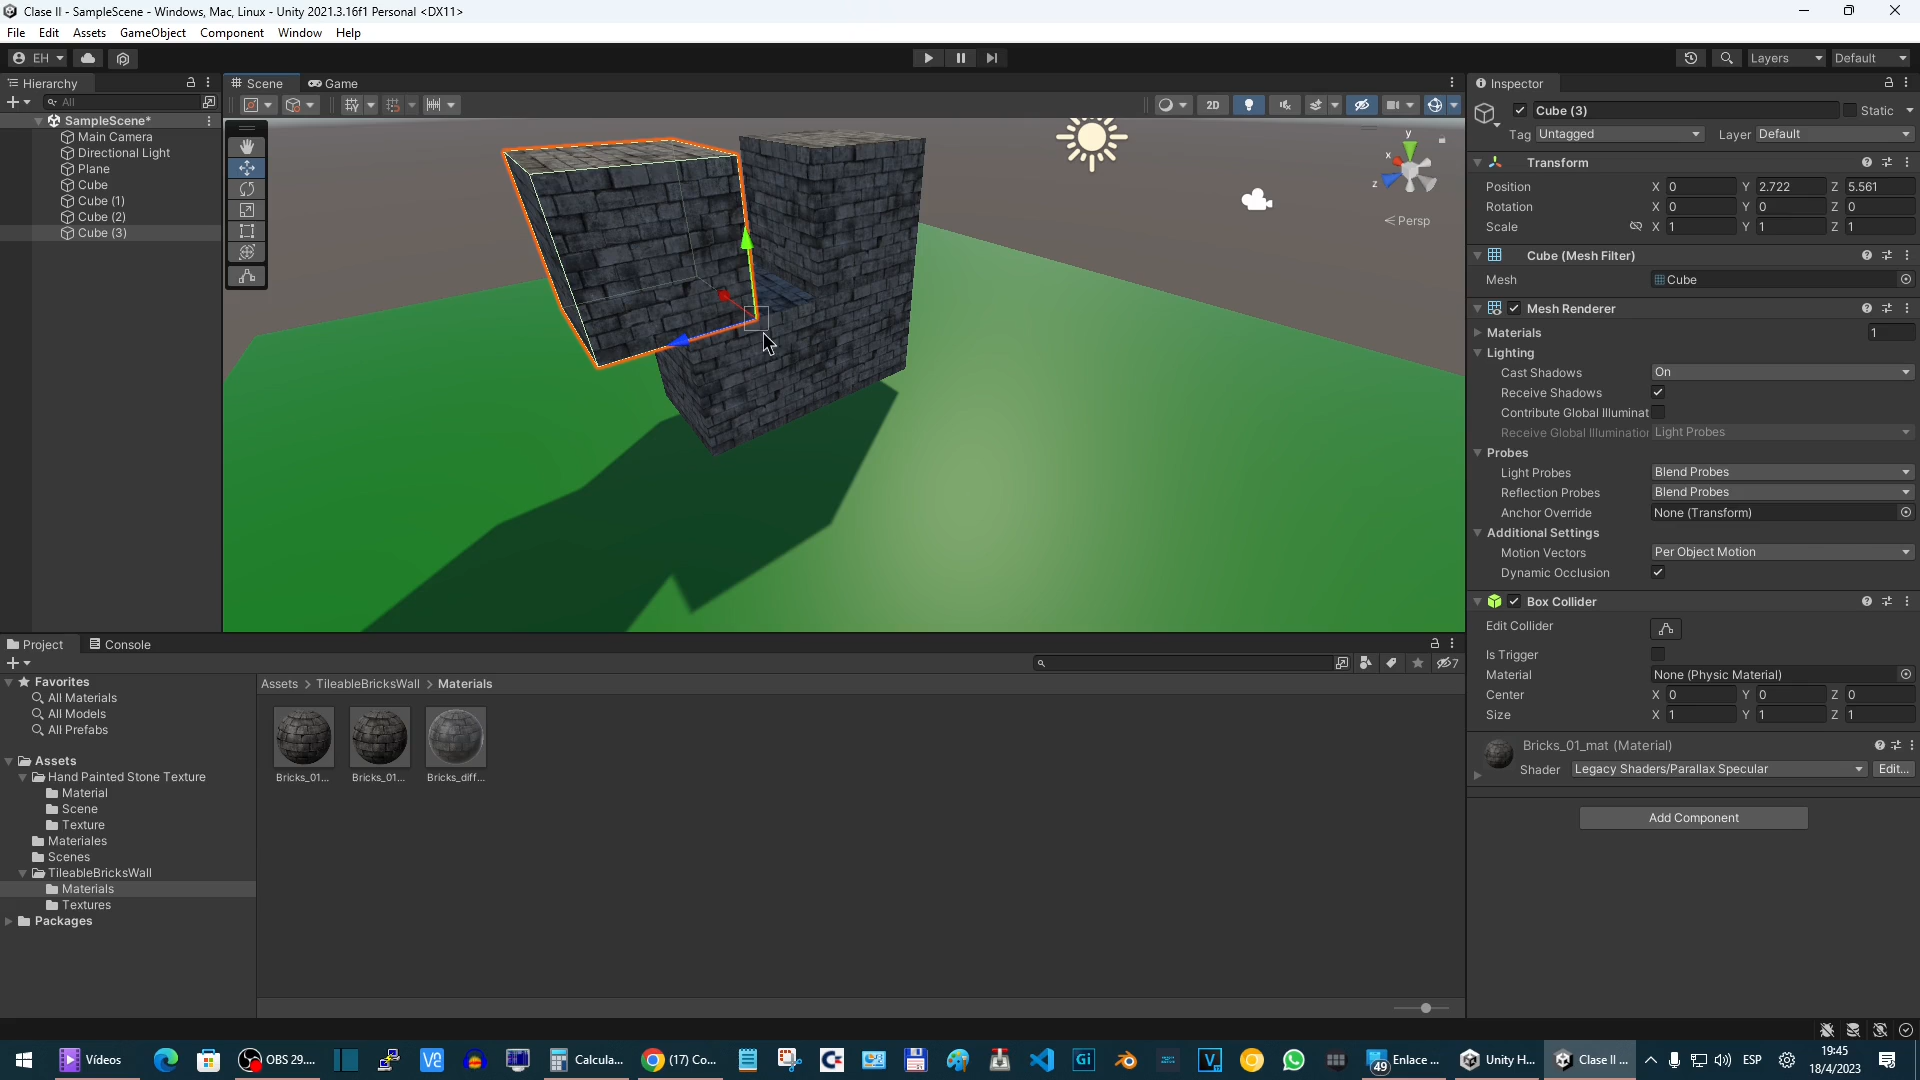 Clase II - SampleScene - Windows, Mac, Linux - Unity 2021.3.16f1 Personal <DX11>
File Edit Assets GameObject Component Window Help
EH Layers Default
Hierarchy
All
SampleScene*
Main Camera
Directional Light
Plane
Cube
Cube (1)
Cube (2)
Cube (3)
Scene Game
2D
y
x
z
Persp
Inspector
Cube (3) Static
Tag Untagged Layer Default
Transform
Position X 0 Y 2.722 Z 5.561
Rotation X 0 Y 0 Z 0
Scale X 1 Y 1 Z 1
Cube (Mesh Filter)
Mesh Cube
Mesh Renderer
Materials 1
Lighting
Cast Shadows On
Receive Shadows
Contribute Global Illuminat
Receive Global Illumination Light Probes
Probes
Light Probes Blend Probes
Reflection Probes Blend Probes
Anchor Override None (Transform)
Additional Settings
Motion Vectors Per Object Motion
Dynamic Occlusion
Box Collider
Edit Collider
Is Trigger
Material None (Physic Material)
Center X 0 Y 0 Z 0
Size X 1 Y 1 Z 1
Bricks_01_mat (Material)
Shader Legacy Shaders/Parallax Specular Edit...
Add Component
Project Console
7
Favorites
All Materials
All Models
All Prefabs
Assets
Hand Painted Stone Texture
Material
Scene
Texture
Materiales
Scenes
TileableBricksWall
Materials
Textures
Packages
Assets > TileableBricksWall > Materials
Bricks_01... Bricks_01... Bricks_diff...
Vídeos OBS 29.... Calcula... (17) Co... 49 Enlace ... Unity H... Clase II ... ESP 19:45
18/4/2023